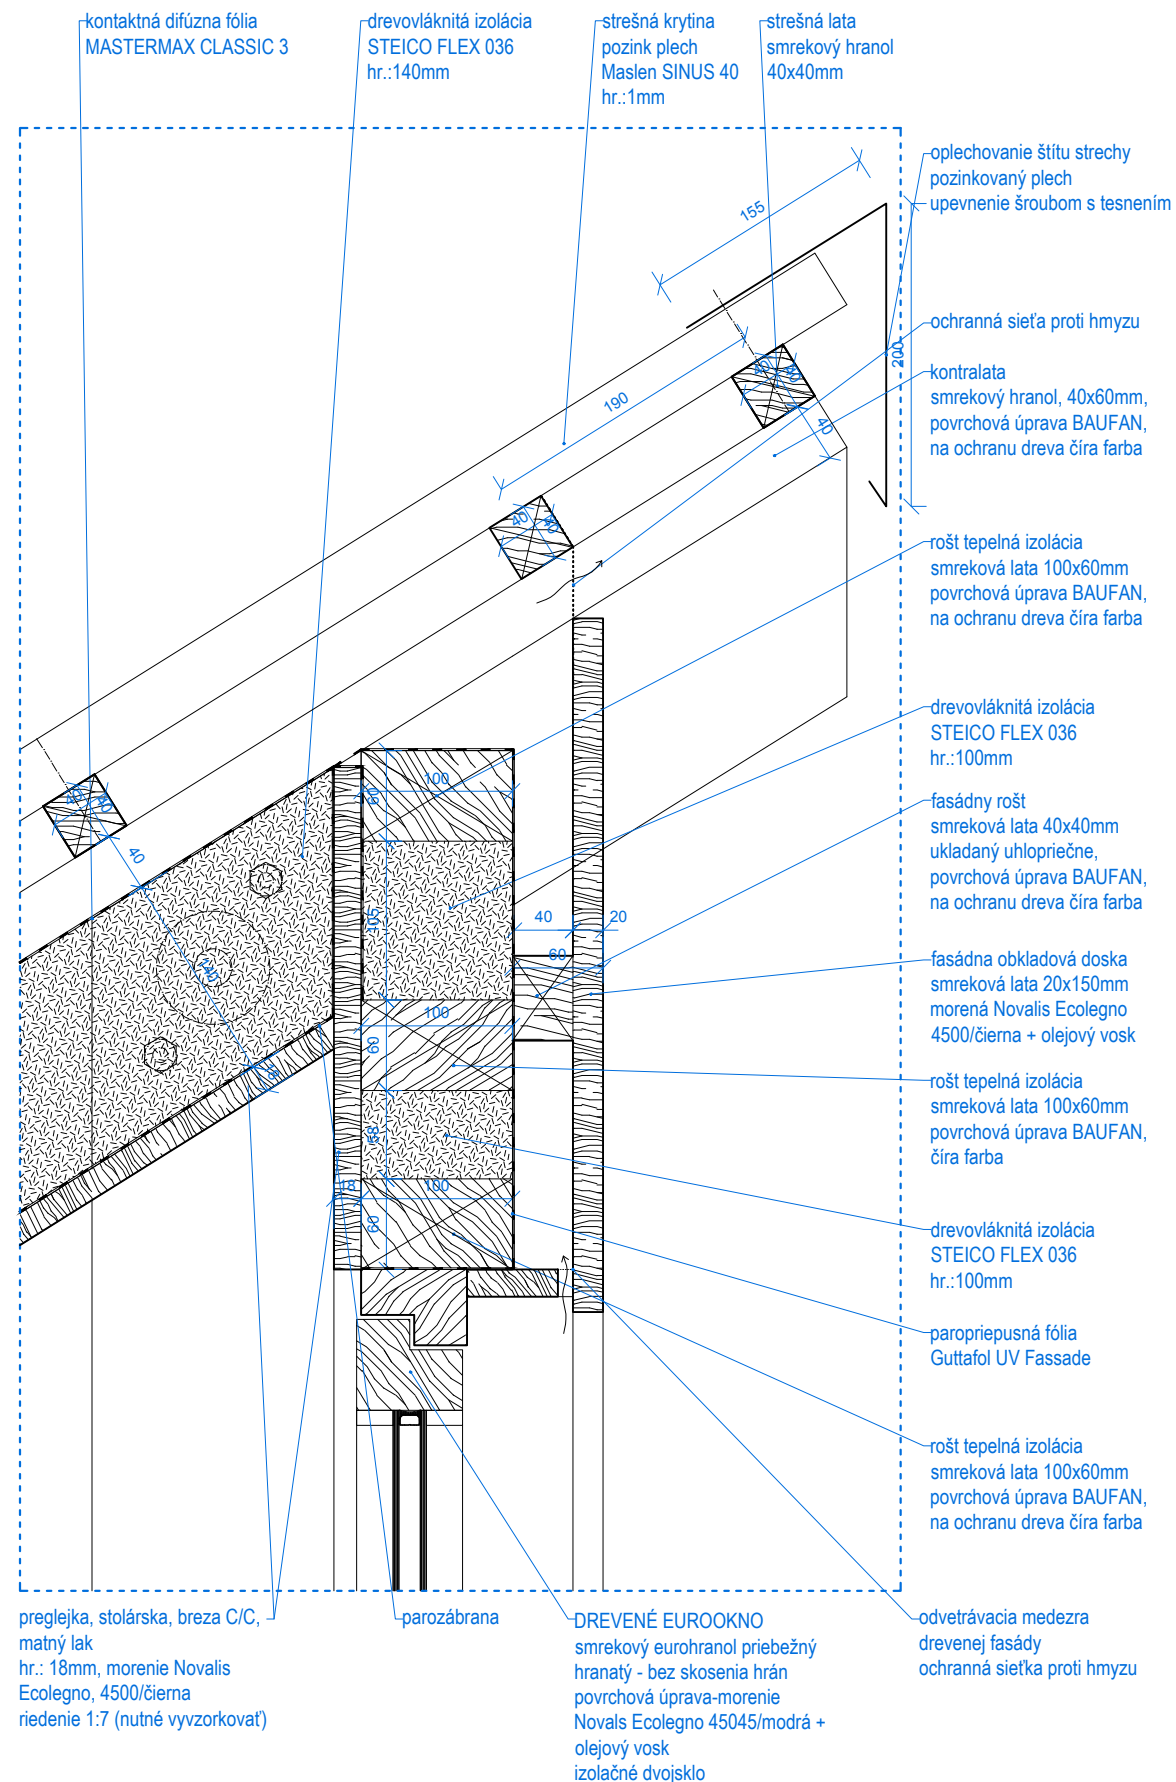 kontaktná difúzna fólia
MASTERMAX CLASSIC 3
drevovláknitá izolácia
STEICO FLEX 036
hr.:140mm
strešná krytina
pozink plech
Maslen SINUS 40
hr.:1mm
strešná lata
smrekový hranol
40x40mm
oplechovanie štítu strechy
pozinkovaný plech
upevnenie šroubom s tesnením
ochranná sieťa proti hmyzu
kontralata
smrekový hranol, 40x60mm,
povrchová úprava BAUFAN,
na ochranu dreva číra farba
rošt tepelná izolácia
smreková lata 100x60mm
povrchová úprava BAUFAN,
na ochranu dreva číra farba
drevovláknitá izolácia
STEICO FLEX 036
hr.:100mm
fasádny rošt
smreková lata 40x40mm
ukladaný uhlopriečne,
povrchová úprava BAUFAN,
na ochranu dreva číra farba
fasádna obkladová doska
smreková lata 20x150mm
morená Novalis Ecolegno
4500/čierna + olejový vosk
rošt tepelná izolácia
smreková lata 100x60mm
povrchová úprava BAUFAN,
číra farba
drevovláknitá izolácia
STEICO FLEX 036
hr.:100mm
paropriepusná fólia
Guttafol UV Fassade
rošt tepelná izolácia
smreková lata 100x60mm
povrchová úprava BAUFAN,
na ochranu dreva číra farba
155
200
190
40
40
40
40
40
40
40
40
140
18
100
60
105
40
20
60
100
60
58
18
100
60
preglejka, stolárska, breza C/C,
matný lak
hr.: 18mm, morenie Novalis
Ecolegno, 4500/čierna
riedenie 1:7 (nutné vyvzorkovať)
parozábrana
DREVENÉ EUROOKNO
smrekový eurohranol priebežný
hranatý - bez skosenia hrán
povrchová úprava-morenie
Novals Ecolegno 45045/modrá +
olejový vosk
izolačné dvojsklo
odvetrávacia medezra
drevenej fasády
ochranná sieťka proti hmyzu